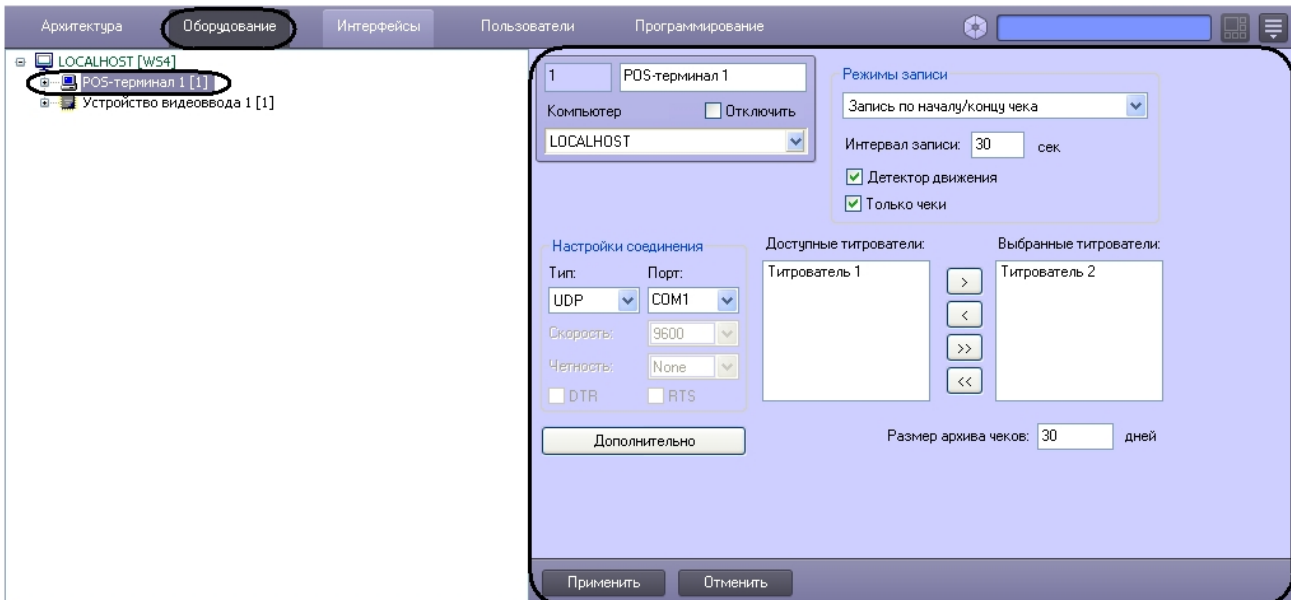 Архитектура Оборудование Интерфейсы Пользователи Программирование
LOCALHOST [WS4]
POS-терминал 1 [1]
Устройство видеоввода 1 [1]
1 POS-терминал 1
Компьютер Отключить
LOCALHOST
Режимы записи
Запись по началу/концу чека
Интервал записи: 30 сек
Детектор движения
Только чеки
Настройки соединения
Тип: Порт:
UDP COM1
Скорость: 9600
Четность: None
DTR RTS
Дополнительно
Доступные титрователи: Выбранные титрователи:
Титрователь 1 > Титрователь 2
<
>>
<<
Размер архива чеков: 30 дней
Применить Отменить